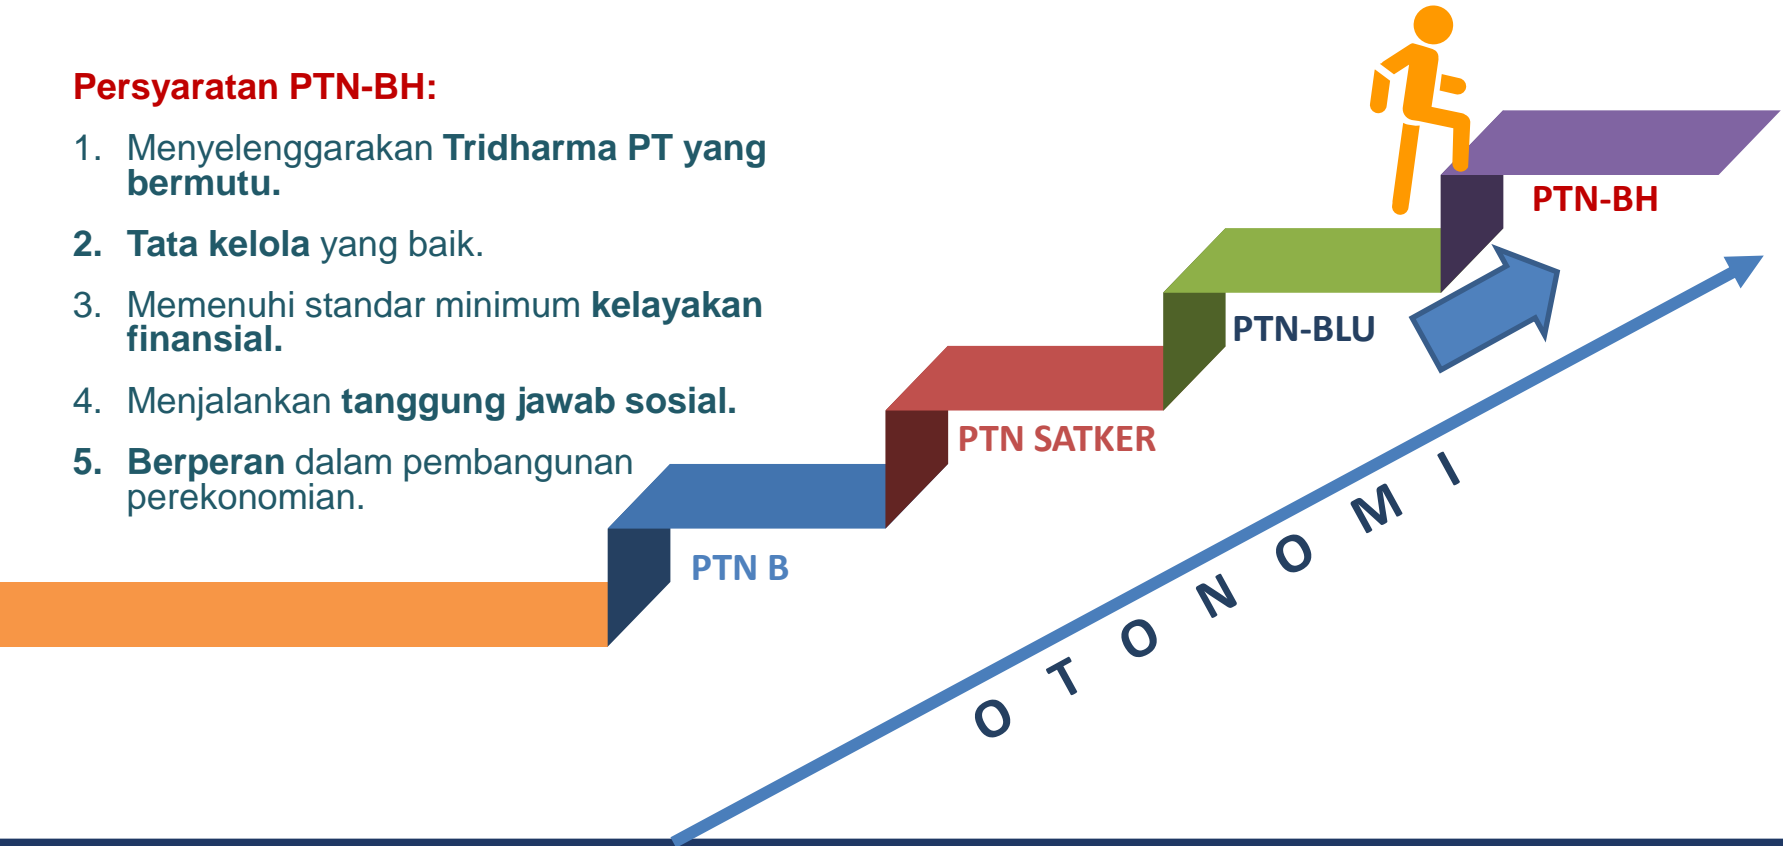 Persyaratan PTN-BH:
1. Menyelenggarakan Tridharma PT yang
bermutu.
2. Tata kelola yang baik.
3. Memenuhi standar minimum kelayakan
finansial.
4. Menjalankan tanggung jawab sosial.
5. Berperan dalam pembangunan
perekonomian.
PTN B
PTN SATKER
PTN-BLU
PTN-BH
O T O N O M I